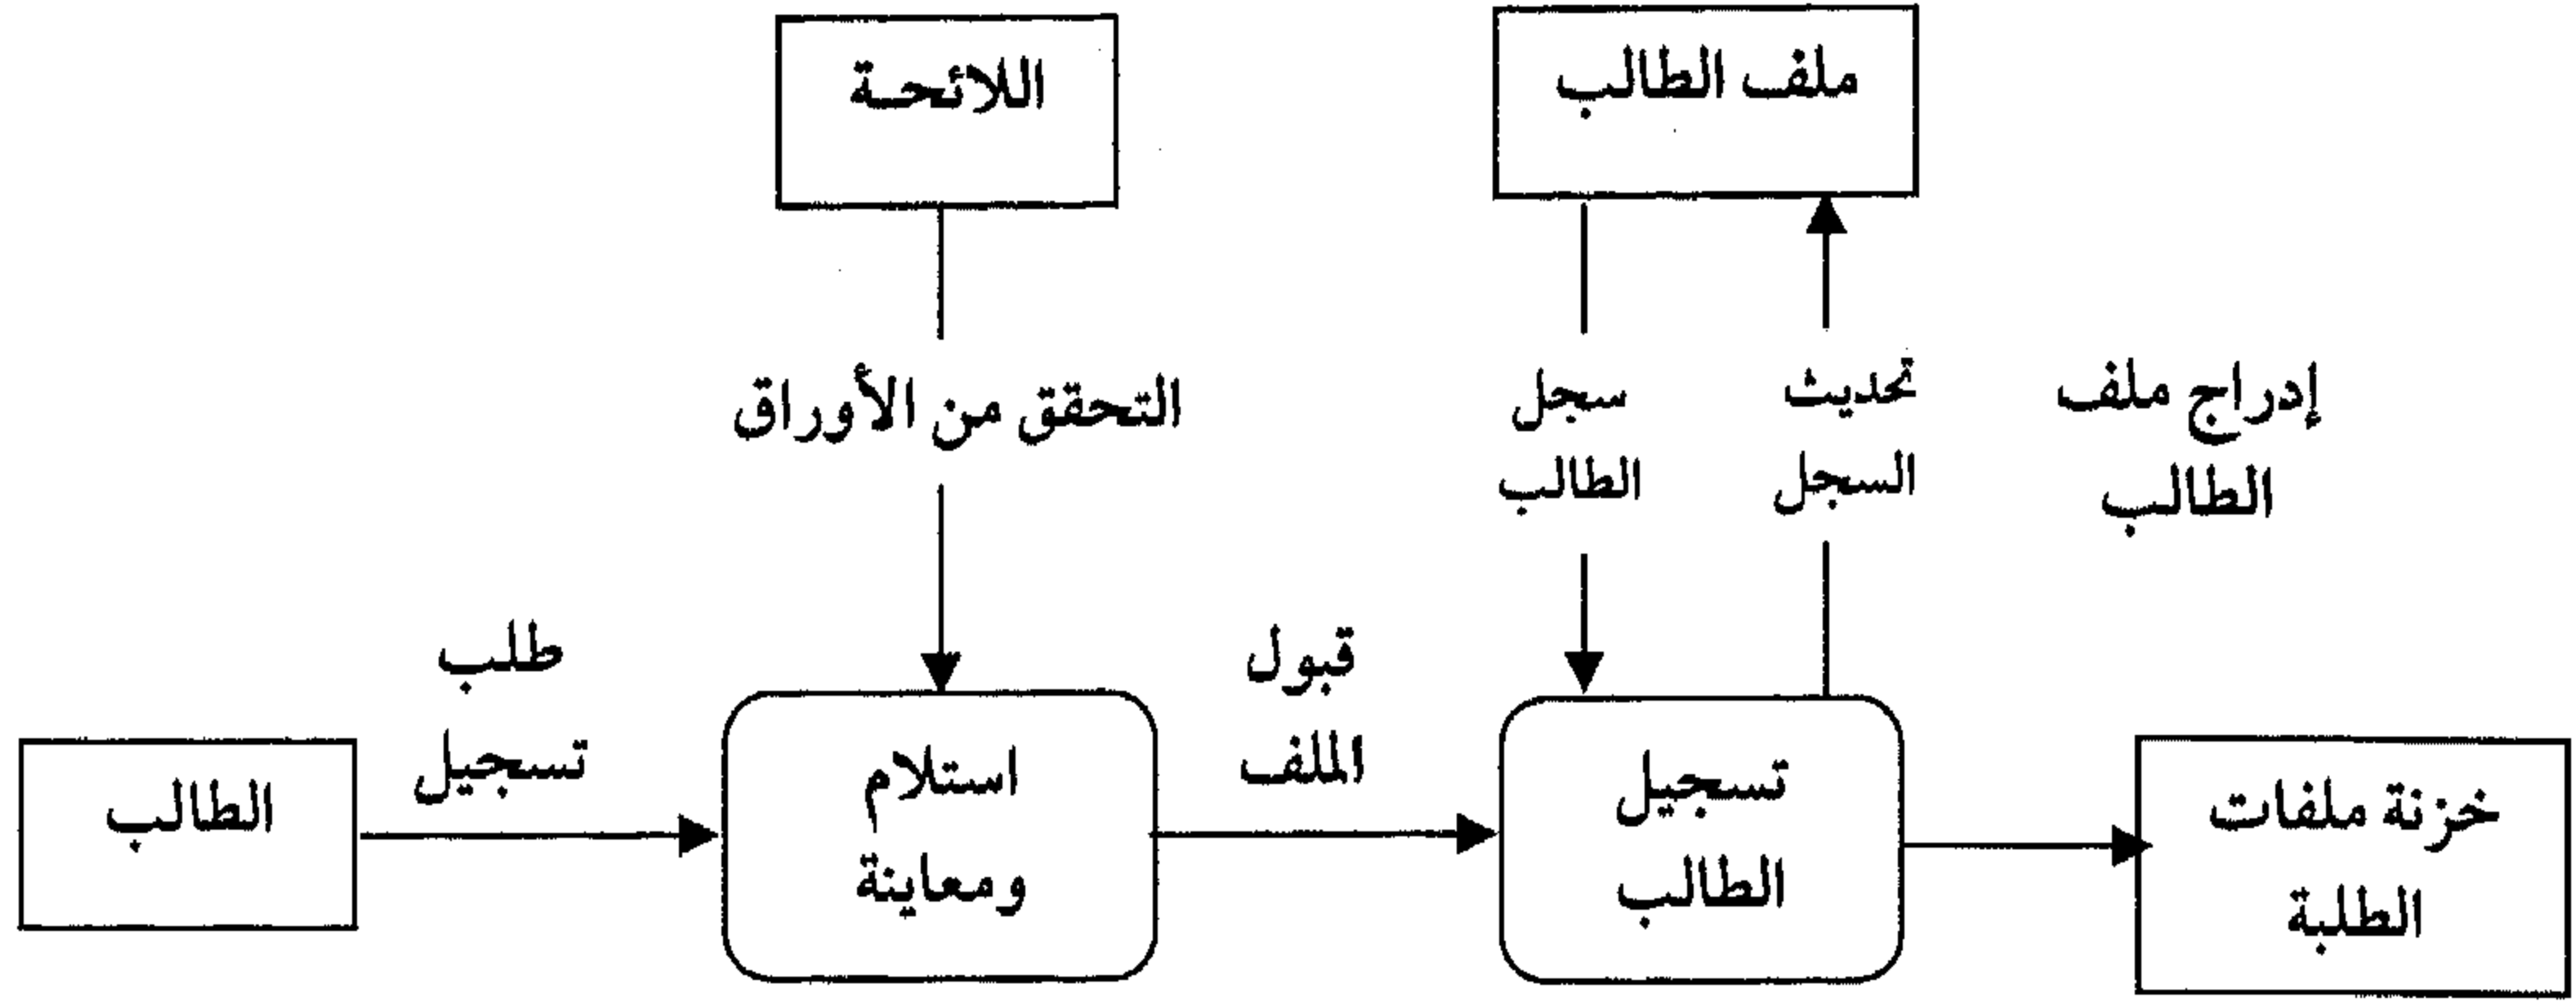 اللائحة
ملف الطالب
التحقق من الأوراق
سجل
الطالب
تحديث
السجل
إدراج ملف
الطالب
طلب
تسجيل
قبول
الملف
الطالب
استلام
ومعاينة
تسجيل
الطالب
خزنة ملفات
الطلبة